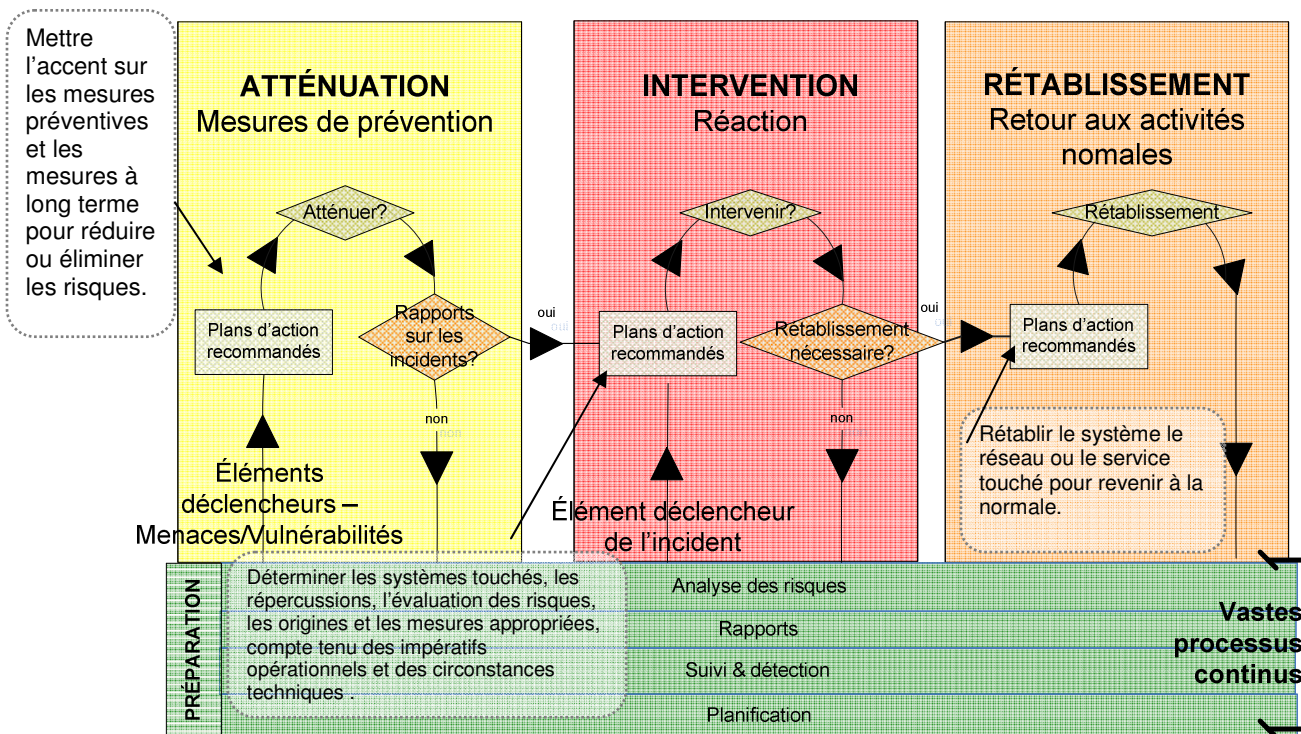 Mettre
l'accent sur
les mesures
préventives
et les
mesures à
long terme
pour réduire
ou éliminer
les risques.
ATTÉNUATION
Mesures de prévention
Atténuer?
Plans d'action
recommandés
Rapports
sur les
incidents?
oui
non
Éléments
déclencheurs –
Menaces/Vulnérabilités
INTERVENTION
Réaction
Intervenir?
Plans d'action
recommandés
Rétablissement
nécessaire?
oui
non
Élément déclencheur
de l'incident
RÉTABLISSEMENT
Retour aux activités
nomales
Rétablissement
Plans d'action
recommandés
Rétablir le système le
réseau ou le service
touché pour revenir à la
normale.
PRÉPARATION
Déterminer les systèmes touchés, les
répercussions, l'évaluation des risques,
les origines et les mesures appropriées,
compte tenu des impératifs
opérationnels et des circonstances
techniques .
Analyse des risques
Rapports
Suivi & détection
Planification
Vastes
processus
continus